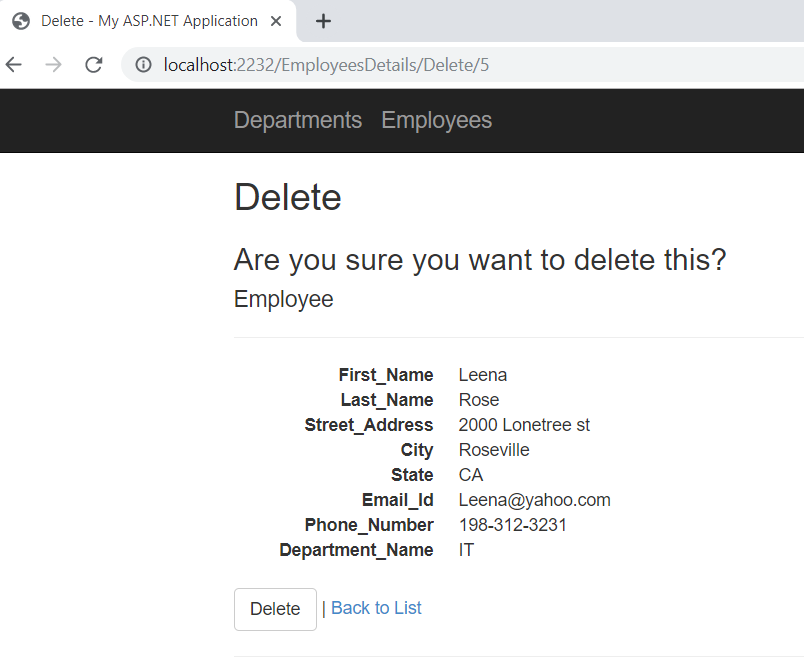 Delete - My ASP.NET Application
localhost:2232/EmployeesDetails/Delete/5
Departments Employees
Delete
Are you sure you want to delete this?
Employee
First_Name Leena
Last_Name Rose
Street_Address 2000 Lonetree st
City Roseville
State CA
Email_Id Leena@yahoo.com
Phone_Number 198-312-3231
Department_Name IT
Delete | Back to List